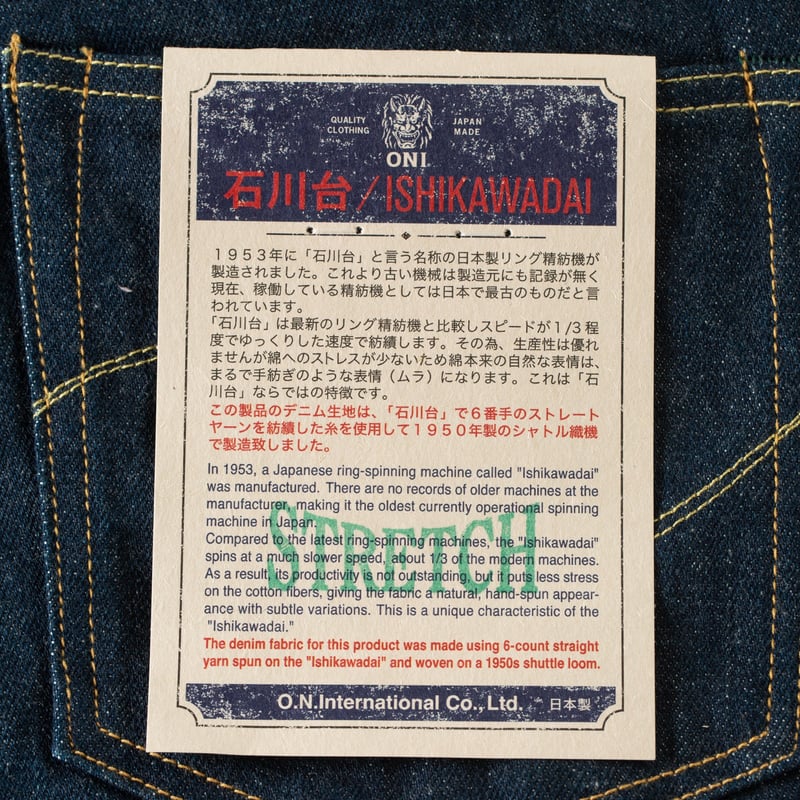 QUALITY CLOTHING
JAPAN MADE
ONI
石川台/ISHIKAWADAI
1953年に「石川台」と言う名称の日本製リング精紡機が
製造されました。これより古い機械は製造元にも記録が無く
現在、稼働している精紡機としては日本で最古のものだと言
われています。
「石川台」は最新のリング精紡機と比較しスピードが1/3程
度でゆっくりした速度で紡績します。その為、生産性は優れ
ませんが綿へのストレスが少ないため綿本来の自然な表情は、
まるで手紡ぎのような表情（ムラ）になります。これは「石
川台」ならではの特徴です。
この製品のデニム生地は、「石川台」で6番手のストレート
ヤーンを紡績した糸を使用して1950年製のシャトル織機
で製造致しました。
In 1953, a Japanese ring-spinning machine called "Ishikawadai"
was manufactured. There are no records of older machines at the
manufacturer, making it the oldest currently operational spinning
machine in Japan.
STRETCH
Compared to the latest ring-spinning machines, the "Ishikawadai"
spins at a much slower speed, about 1/3 of the modern machines.
As a result, its productivity is not outstanding, but it puts less stress
on the cotton fibers, giving the fabric a natural, hand-spun appear-
ance with subtle variations. This is a unique characteristic of the
"Ishikawadai."
The denim fabric for this product was made using 6-count straight
yarn spun on the "Ishikawadai" and woven on a 1950s shuttle loom.
O.N.International Co.,Ltd. 日本製